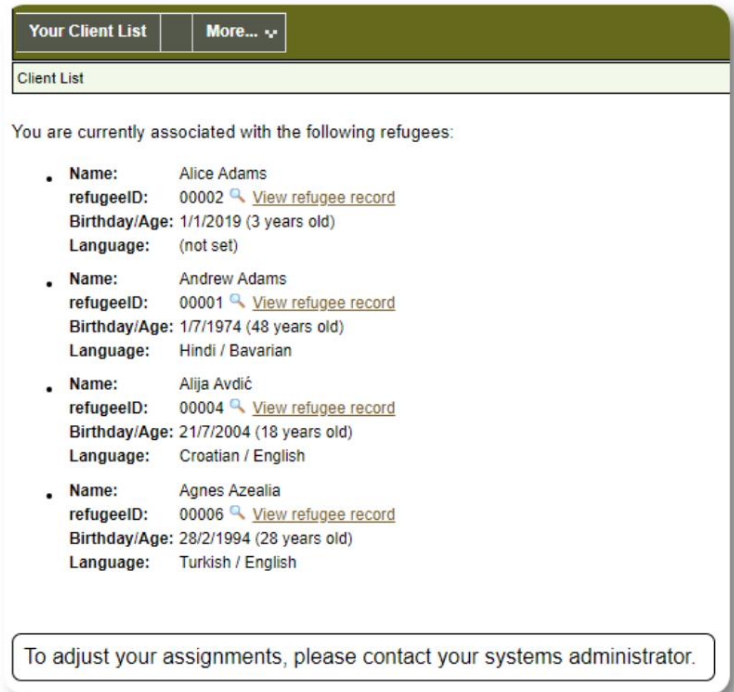 Your Client List More...
Client List
You are currently associated with the following refugees:
Name: Alice Adams
refugeeID: 00002 View refugee record
Birthday/Age: 1/1/2019 (3 years old)
Language: (not set)
Name: Andrew Adams
refugeeID: 00001 View refugee record
Birthday/Age: 1/7/1974 (48 years old)
Language: Hindi / Bavarian
Name: Alija Avdić
refugeeID: 00004 View refugee record
Birthday/Age: 21/7/2004 (18 years old)
Language: Croatian / English
Name: Agnes Azealia
refugeeID: 00006 View refugee record
Birthday/Age: 28/2/1994 (28 years old)
Language: Turkish / English
To adjust your assignments, please contact your systems administrator.